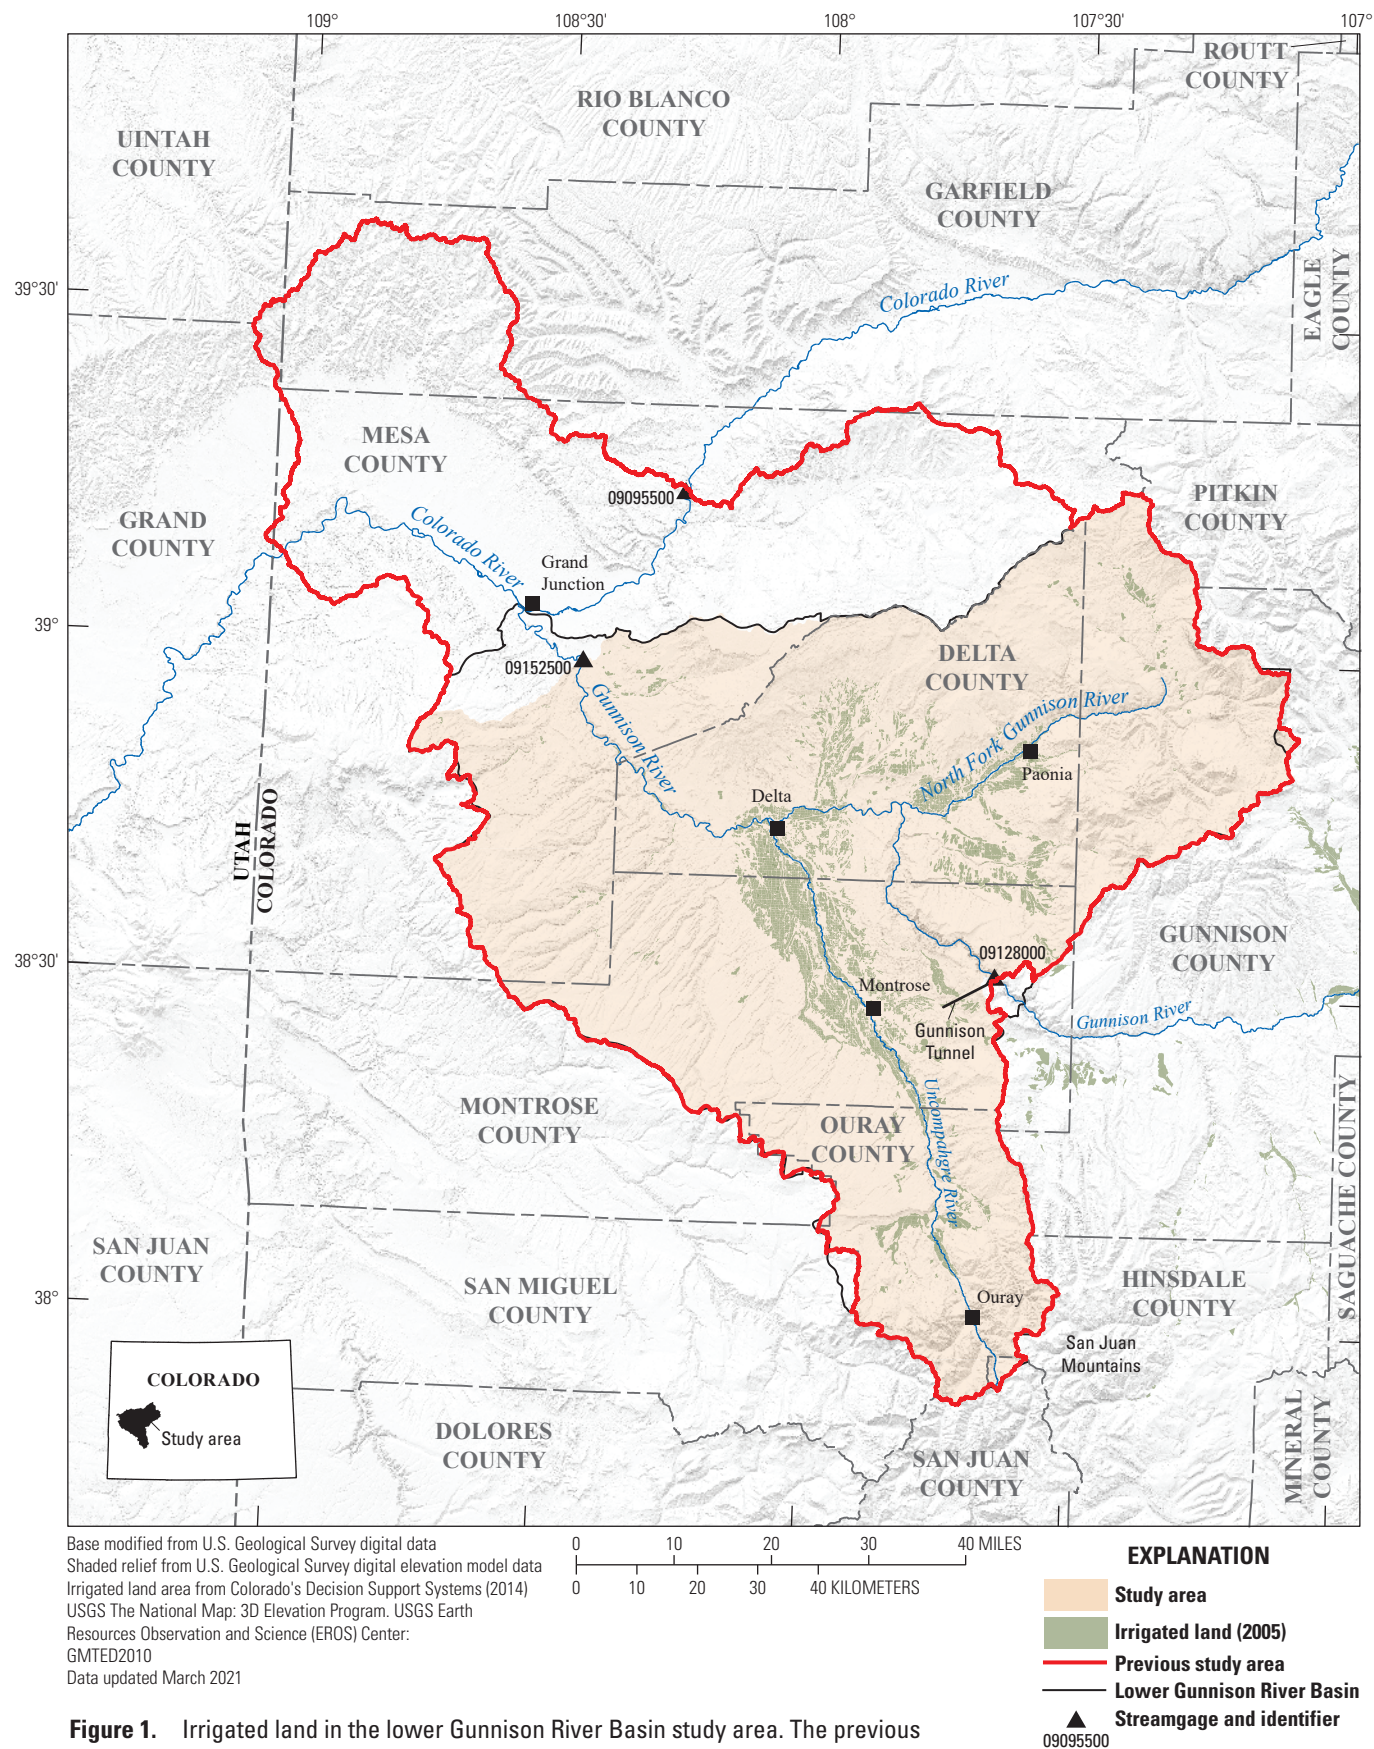 109°
108°30'
108°
107°30'
107°
ROUTT
COUNTY
RIO BLANCO
COUNTY
UINTAH
COUNTY
GARFIELD
COUNTY
EAGLE
COUNTY
39°30'
Colorado River
MESA
COUNTY
09095500
PITKIN
COUNTY
GRAND
COUNTY
Colorado River
Grand
Junction
39°
09152500
DELTA
COUNTY
Gunnison River
North Fork Gunnison River
Paonia
Delta
UTAH
COLORADO
GUNNISON
COUNTY
38°30'
09128000
Montrose
Gunnison
Tunnel
Gunnison River
MONTROSE
COUNTY
OURAY
COUNTY
Uncompahgre River
SAGUACHE COUNTY
SAN JUAN
COUNTY
SAN MIGUEL
COUNTY
HINSDALE
COUNTY
38°
Ouray
San Juan
Mountains
COLORADO
Study area
DOLORES
COUNTY
SAN JUAN
COUNTY
MINERAL
COUNTY
Base modified from U.S. Geological Survey digital data
Shaded relief from U.S. Geological Survey digital elevation model data
Irrigated land area from Colorado's Decision Support Systems (2014)
USGS The National Map: 3D Elevation Program. USGS Earth
Resources Observation and Science (EROS) Center:
GMTED2010
Data updated March 2021
0 10 20 30 40 MILES
0 10 20 30 40 KILOMETERS
EXPLANATION
Study area
Irrigated land (2005)
Previous study area
Lower Gunnison River Basin
Streamgage and identifier
09095500
Figure 1. Irrigated land in the lower Gunnison River Basin study area. The previous